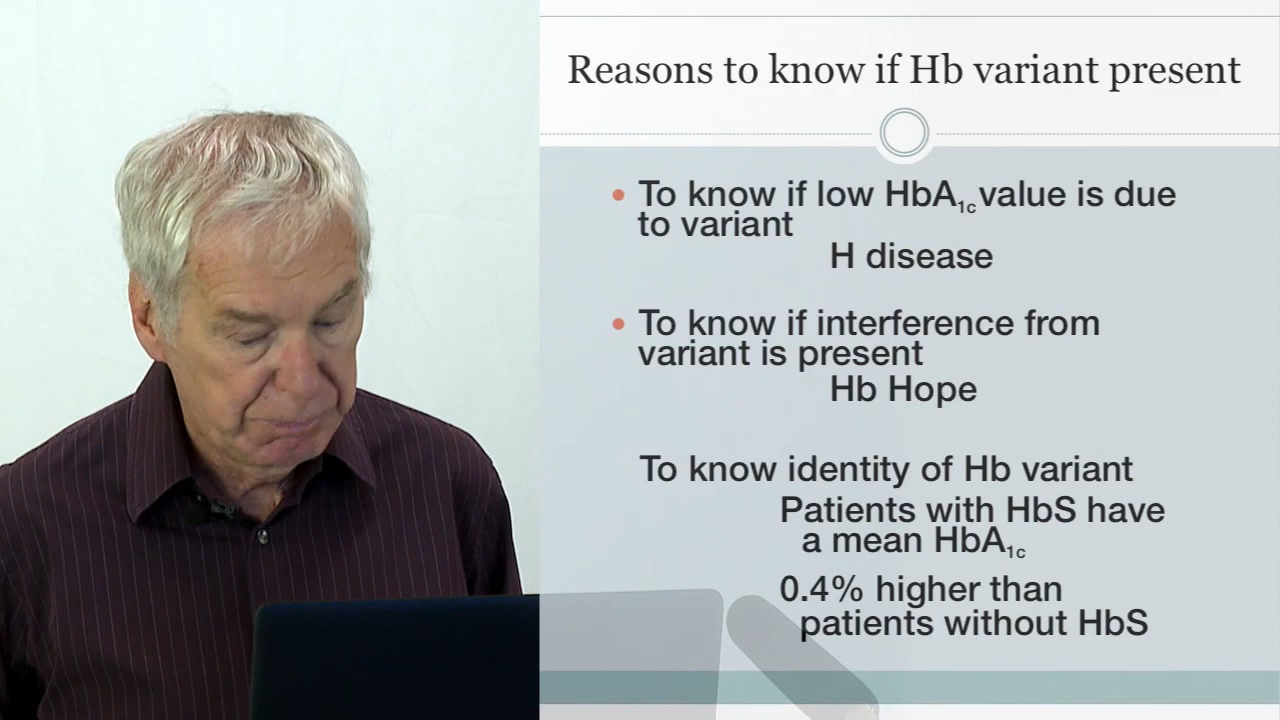 Reasons to know if Hb variant present
• To know if low HbA1c value is due
to variant
H disease
• To know if interference from
variant is present
Hb Hope
To know identity of Hb variant
Patients with HbS have
a mean HbA1c
0.4% higher than
patients without HbS